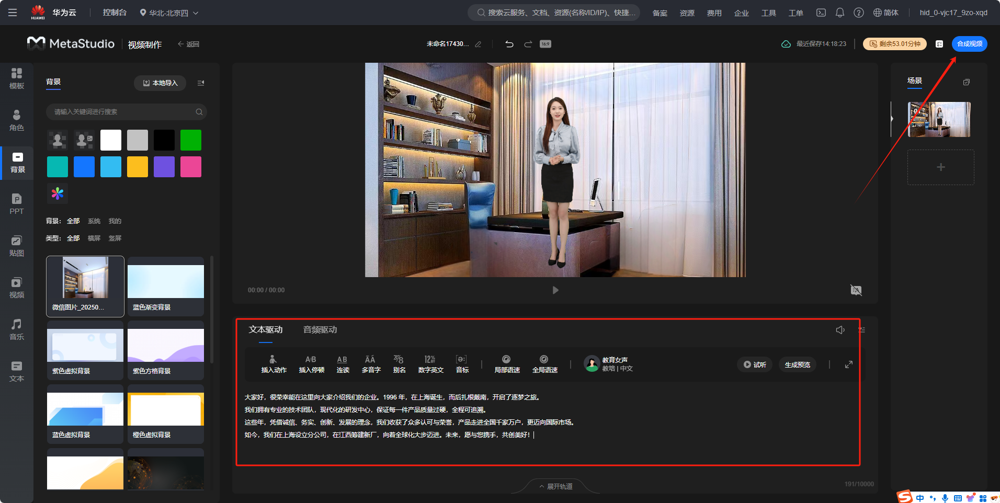 HUAWEI
华为云
控制台
华北-北京四
搜索云服务、文档、资源(名称/ID/IP)、快捷...
备案
资源
费用
企业
工具
工单
简体
hid_0-vjc17_9zo-xqd
MetaStudio
视频制作
返回
未命名17430...
16:9
最近保存14:18:23
剩余53.01分钟
合成视频
模板
角色
背景
PPT
贴图
视频
音乐
文本
背景
本地导入
请输入关键词进行搜索
背景： 全部 系统 我的
类型： 全部 横屏 竖屏
微信图片_20250...
蓝色渐变背景
紫色虚拟背景
紫色方格背景
蓝色虚拟背景
橙色虚拟背景
00:00 / 00:00
场景
文本驱动
音频驱动
插入动作
插入停顿
连读
多音字
别名
数字英文
音标
局部语速
全局语速
教育女声
教培 | 中文
试听
生成预览
大家好，很荣幸能在这里向大家介绍我们的企业。1996 年，在上海诞生，而后扎根戴南，开启了逐梦之旅。
我们拥有专业的技术团队，现代化的研发中心，保证每一件产品质量过硬，全程可追溯。
这些年，凭借诚信、务实、创新、发展的理念，我们收获了众多认可与荣誉，产品走进全国千家万户，更迈向国际市场。
如今，我们在上海设立分公司，在江西筹建新厂，向着全球化大步迈进。未来，愿与您携手，共创美好！
展开轨道
191/10000
中